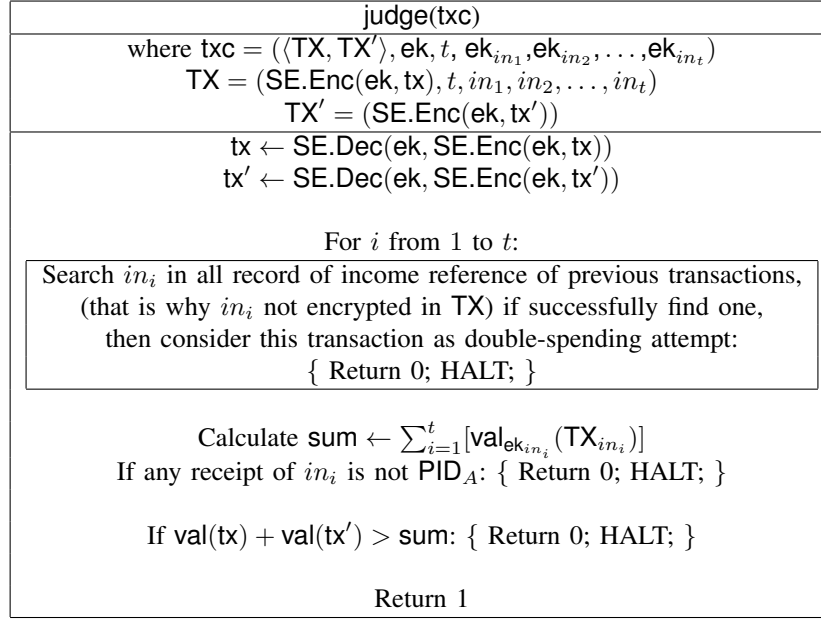 judge(txc)
where txc = (⟨TX, TX′⟩, ek, t, ek_{in_1},ek_{in_2}, . . . ,ek_{in_t})
TX = (SE.Enc(ek, tx), t, in_1, in_2, . . . , in_t)
TX′ = (SE.Enc(ek, tx′))
tx ← SE.Dec(ek, SE.Enc(ek, tx))
tx′ ← SE.Dec(ek, SE.Enc(ek, tx′))
For i from 1 to t:
Search in_i in all record of income reference of previous transactions,
(that is why in_i not encrypted in TX) if successfully find one,
then consider this transaction as double-spending attempt:
{ Return 0; HALT; }
Calculate sum ← ∑_{i=1}^{t}[val_{ek_{in_i}}(TX_{in_i})]
If any receipt of in_i is not PID_A: { Return 0; HALT; }
If val(tx) + val(tx′) > sum: { Return 0; HALT; }
Return 1